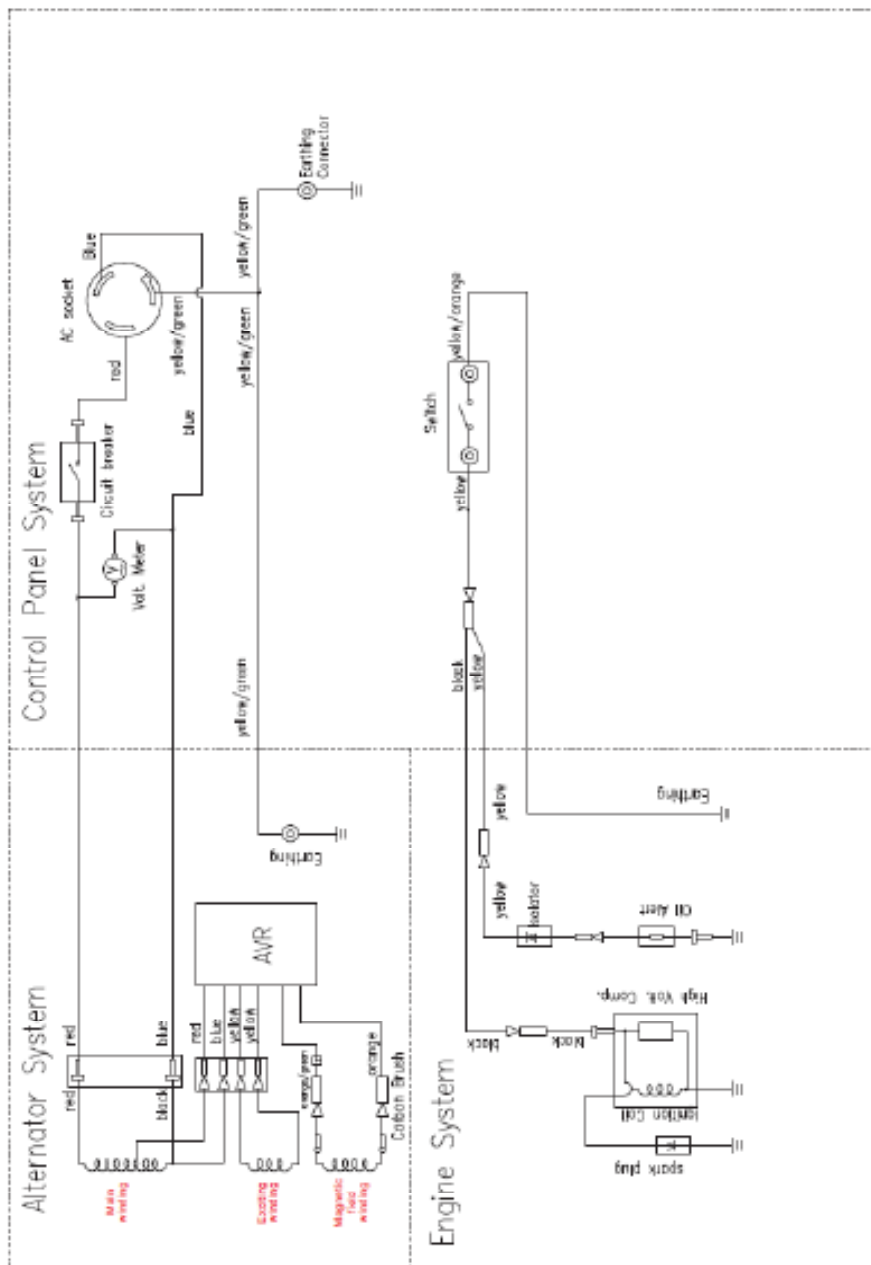 Control Panel System
AC socket
Blue
red
yellow/green
blue
Circuit breaker
V
Volt. Meter
yellow/green
yellow/green
Earthing
Connector
yellow/green
Switch
yellow/orange
yellow
black
yellow
Alternator System
red
red
blue
black
Main
winding
red
blue
yellow
yellow
AVR
Exciting
winding
orange/green
orange
Carbon Brush
Magnetic
field
winding
Earthing
Engine System
yellow
yellow
Isolator
Oil Alert
Earthing
black
black
High Volt. Comp.
Ignition Coil
spark plug